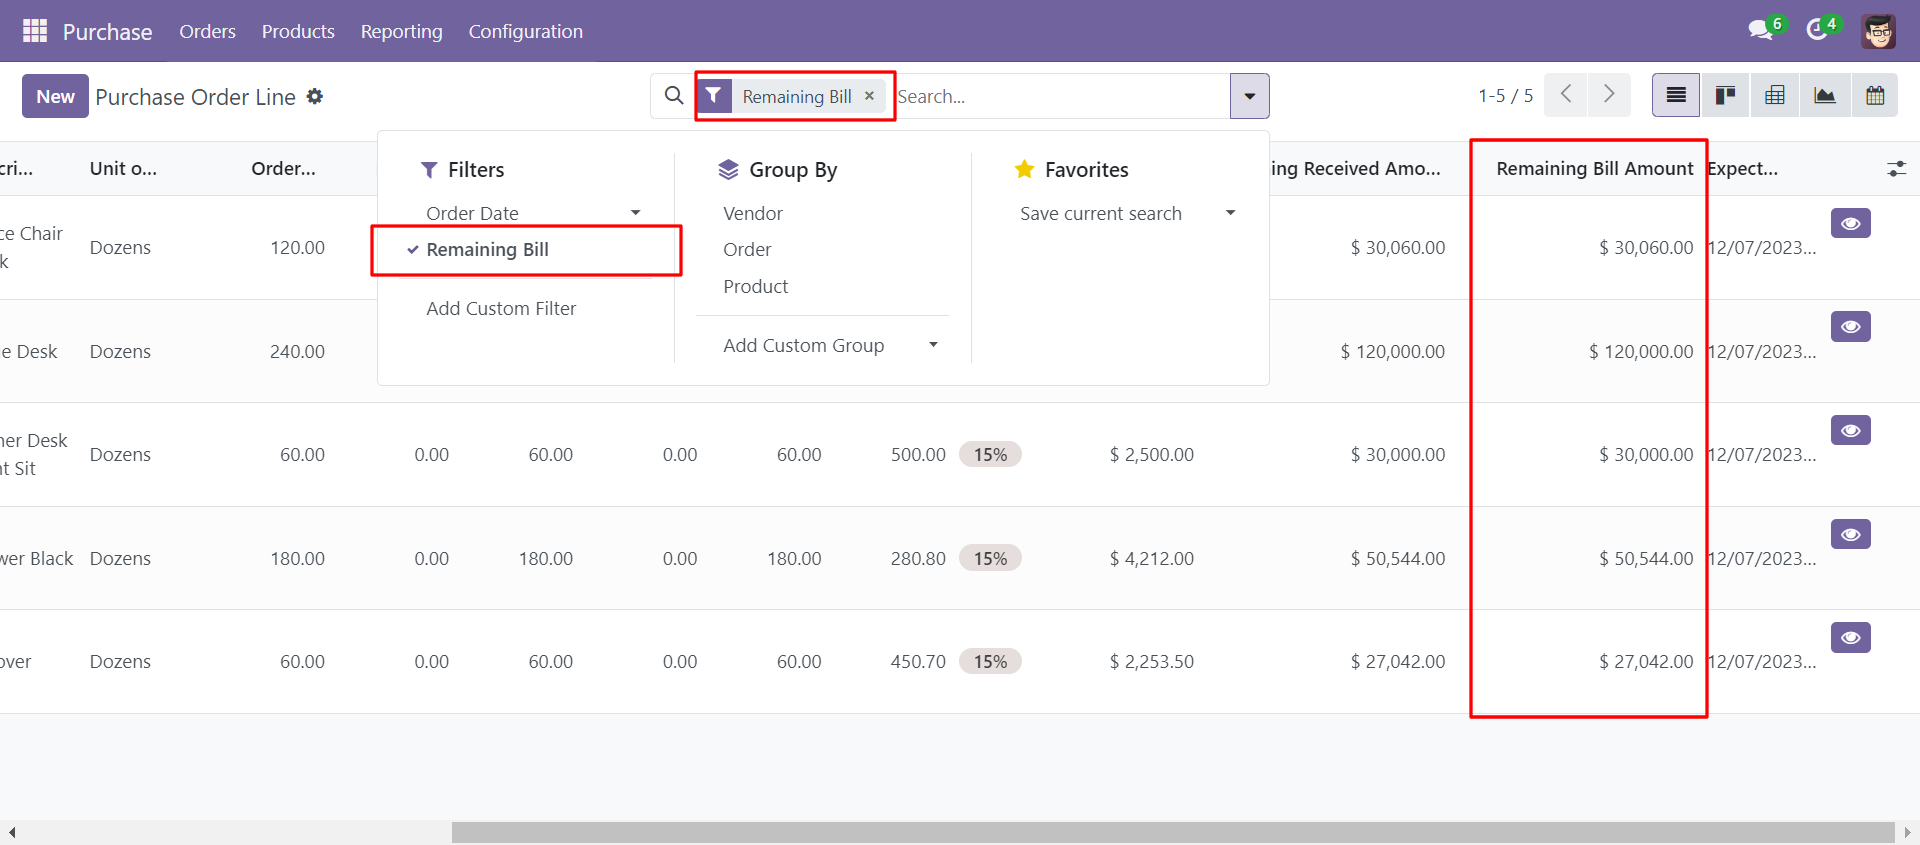 Purchase Orders Products Reporting Configuration 6 4
New Purchase Order Line Remaining Bill × Search... 1-5 / 5
cri... Unit o... Order... ing Received Amo... Remaining Bill Amount Expect...
Filters
Order Date
Remaining Bill
Add Custom Filter
Group By
Vendor
Order
Product
Add Custom Group
Favorites
Save current search
ce Chair
k
Dozens 120.00 $ 30,060.00 $ 30,060.00 12/07/2023...
e Desk Dozens 240.00 $ 120,000.00 $ 120,000.00 12/07/2023...
ner Desk
nt Sit
Dozens 60.00 0.00 60.00 0.00 60.00 500.00 15% $ 2,500.00 $ 30,000.00 $ 30,000.00 12/07/2023...
wer Black Dozens 180.00 0.00 180.00 0.00 180.00 280.80 15% $ 4,212.00 $ 50,544.00 $ 50,544.00 12/07/2023...
over Dozens 60.00 0.00 60.00 0.00 60.00 450.70 15% $ 2,253.50 $ 27,042.00 $ 27,042.00 12/07/2023...